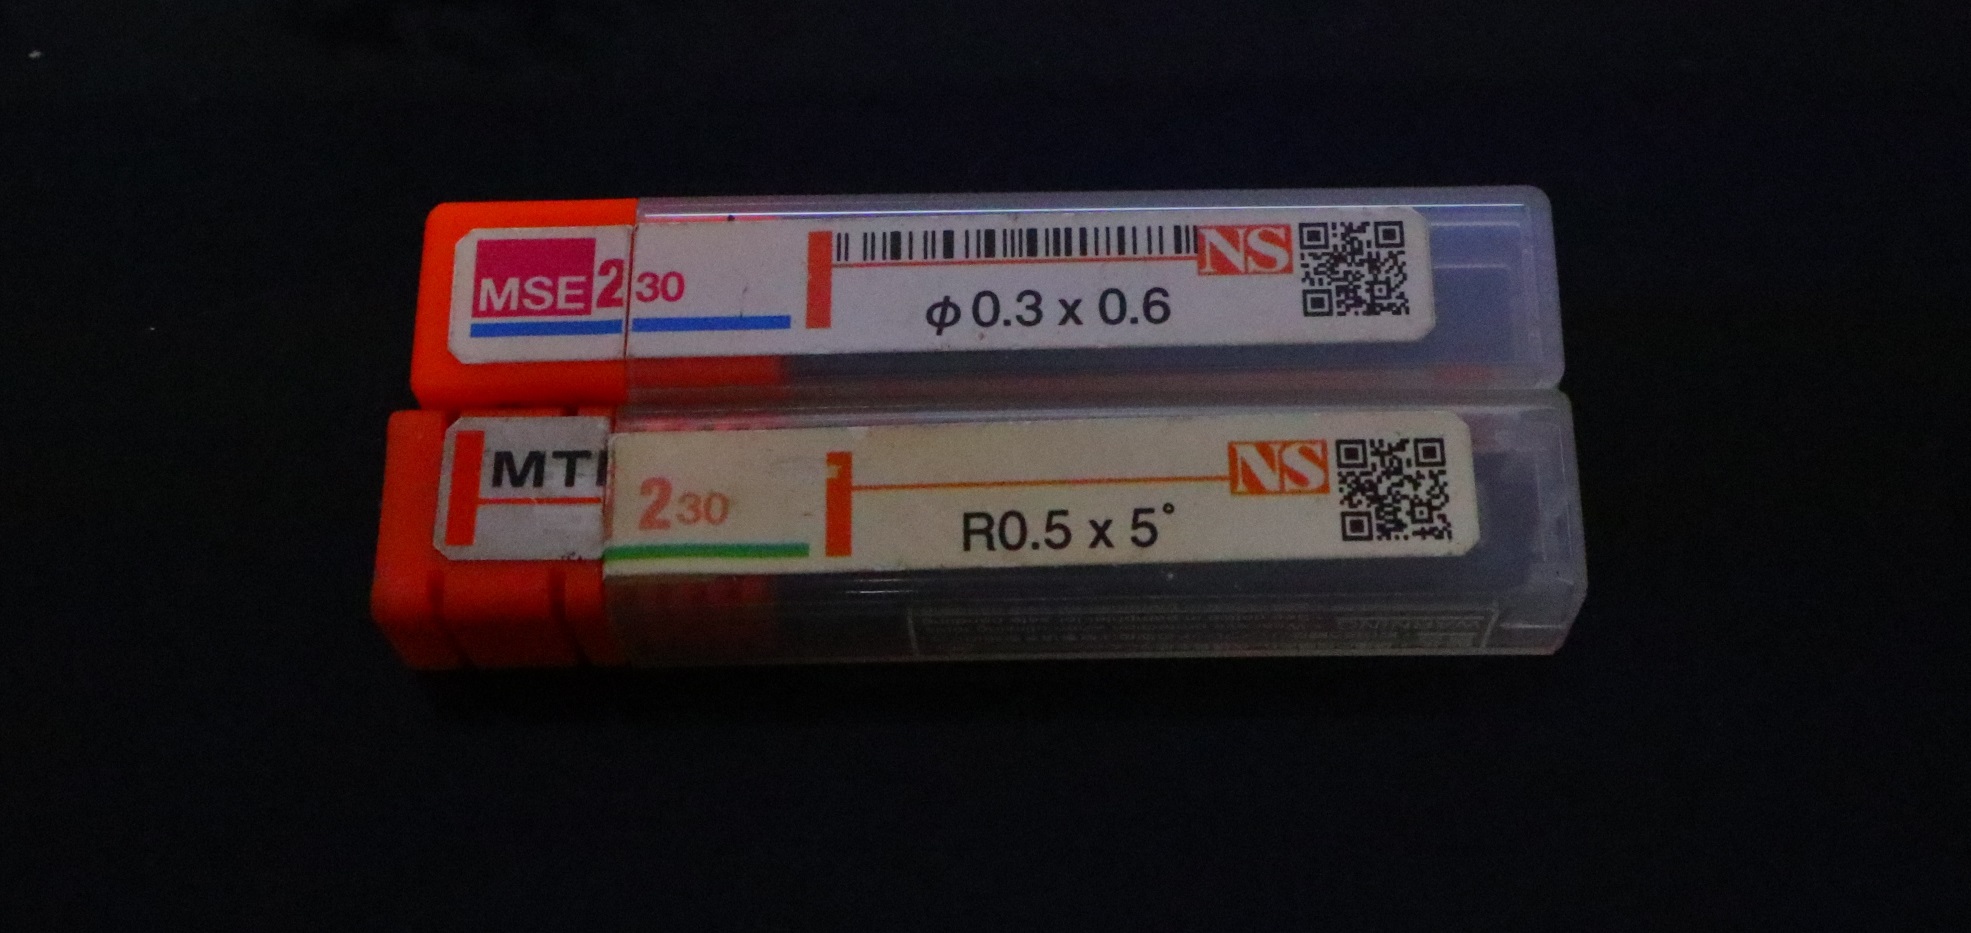 MSE230
NS
φ0.3 x 0.6
MT
230
NS
R0.5 x 5°